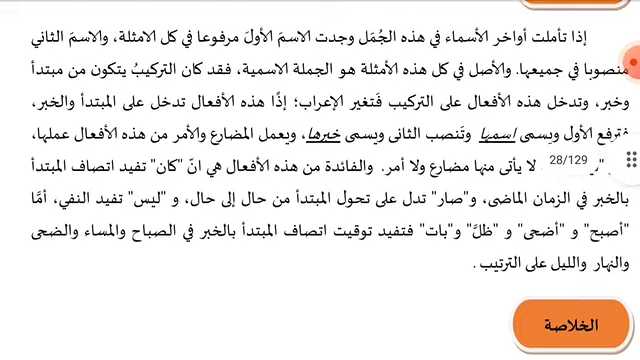 إذا تأملت أواخر الأسماء في هذه الجُمَل وجدت الاسمَ الأولَ مرفوعا في كل الامثلة، والاسمَ الثاني
منصوبا في جميعها. والأصل في كل هذه الأمثلة هو الجملة الاسمية، فقد كان التركيبُ يتكون من مبتدأ
وخبر، وتدخل هذه الأفعال على التركيب فَتغير الإعراب؛ إذًا هذه الأفعال تدخل على المبتدأ والخبر،
فترفع الأول ويسمى اسمها وتَنصب الثانى ويسمى خبرها، ويعمل المضارع والأمر من هذه الأفعال عملها،
لا يأتى منها مضارع ولا أمر. والفائدة من هذه الأفعال هي انّ "كان" تفيد اتصاف المبتدأ
28/129
بالخبر في الزمان الماضى، و"صار" تدل على تحول المبتدأ من حال إلى حال، و "ليس" تفيد النفي، أمَّا
"أصبح" و "أضحى" و "ظلَّ" و"بات" فتفيد توقيت اتصاف المبتدأ بالخبر في الصباح والمساء والضحى
والنهار والليل على الترتيب.
الخلاصة